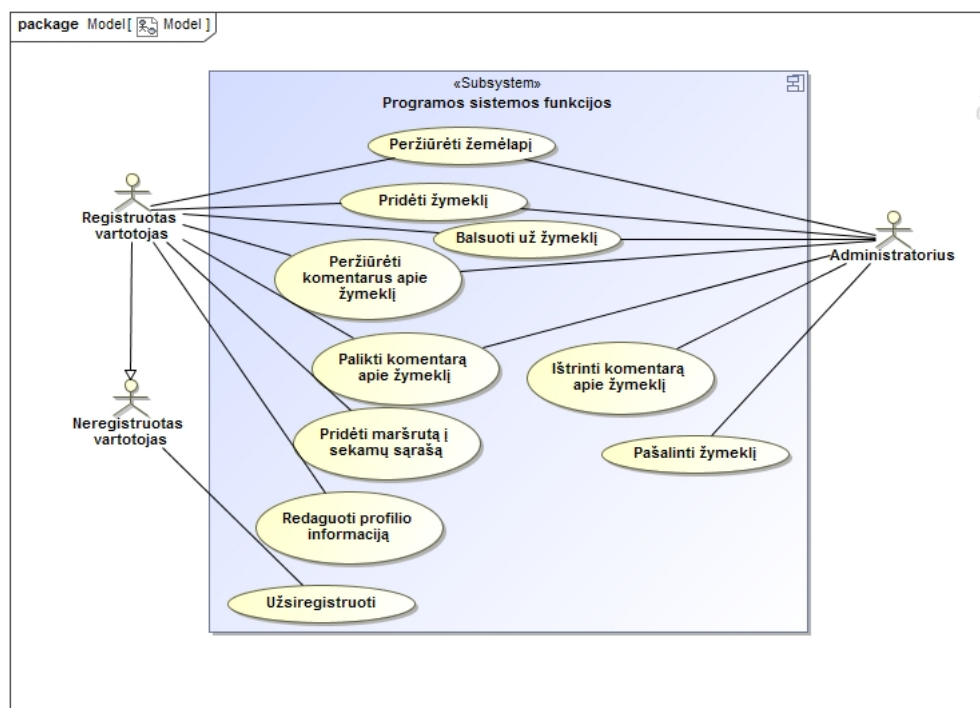 package Model[ Model ]
«Subsystem»
Programos sistemos funkcijos
Peržiūrėti žemėlapį
Pridėti žymeklį
Balsuoti už žymeklį
Peržiūrėti
komentarus apie
žymeklį
Palikti komentarą
apie žymeklį
Ištrinti komentarą
apie žymeklį
Pridėti maršrutą į
sekamų sąrašą
Pašalinti žymeklį
Redaguoti profilio
informaciją
Užsiregistruoti
Registruotas
vartotojas
Neregistruotas
vartotojas
Administratorius